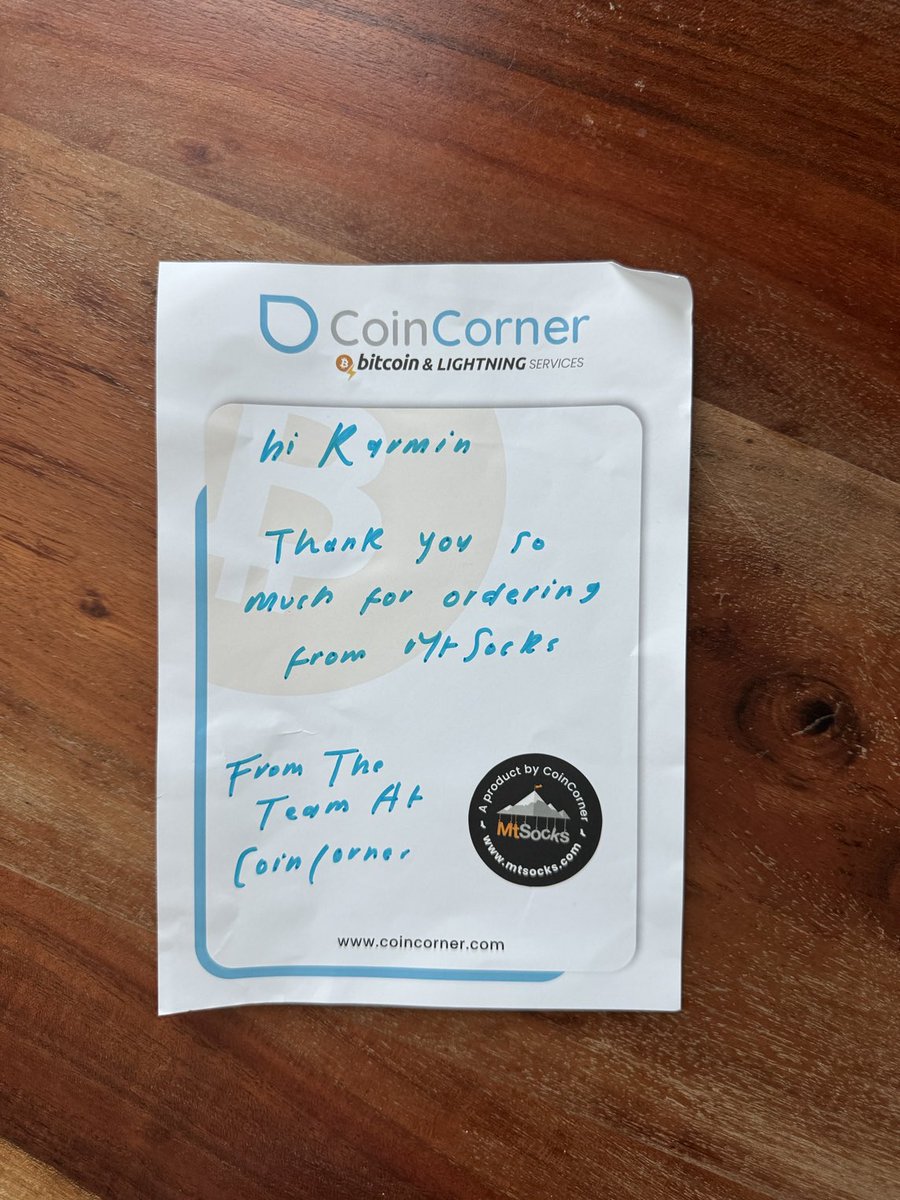 CoinCorner
bitcoin & LIGHTNING SERVICES
hi Karmin
Thank you so
much for ordering
from MtSocks
From The
Team At
CoinCorner
A product by CoinCorner
MtSocks
www.mtsocks.com
www.coincorner.com